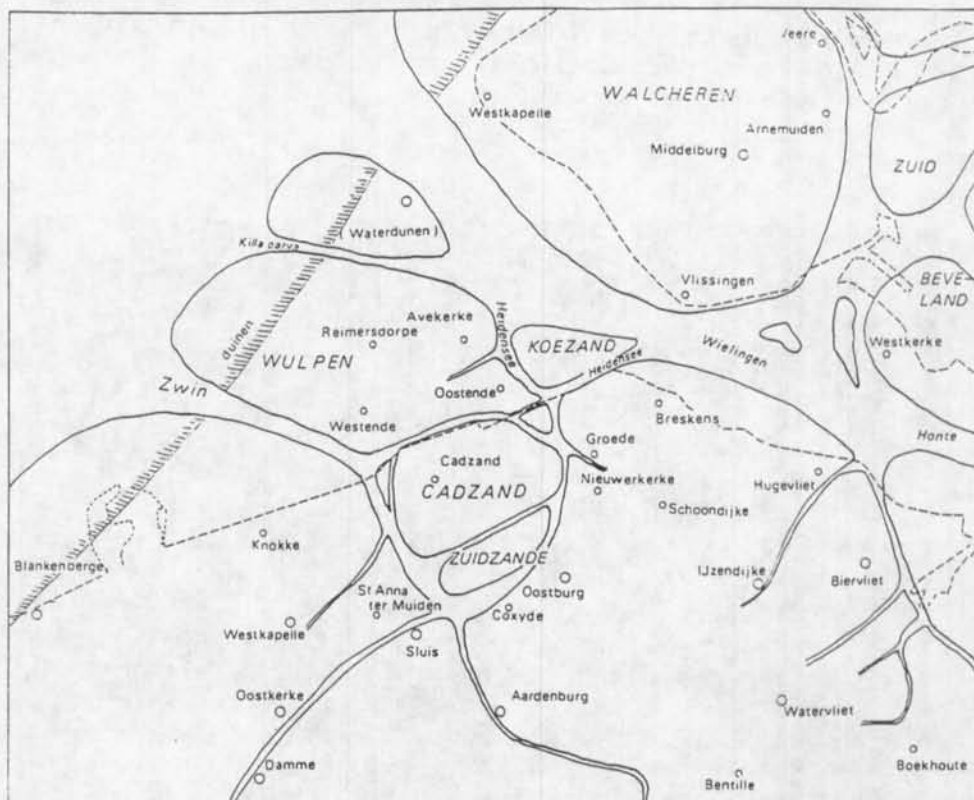 Veere
WALCHEREN
Westkapelle
Arnemuiden
Middelburg
ZUID
(Waterdunen)
Killa parva
BEVE-
LAND
Vlissingen
Heidensee
Avekerke
Reimersdorpe
KOEZAND
Wielingen
duinen
WULPEN
Heidensee
Westkerke
Zwin
Oostende
Breskens
Westende
Groede
Honte
Cadzand
Nieuwerkerke
Hugevliet
CADZAND
Schoondijke
Knokke
ZUIDZANDE
Blankenberge
IJzendijke
Biervliet
St Anna
ter Muiden
Oostburg
Coxyde
Westkapelle
Sluis
Oostkerke
Aardenburg
Watervliet
Boekhoute
Damme
Bentille